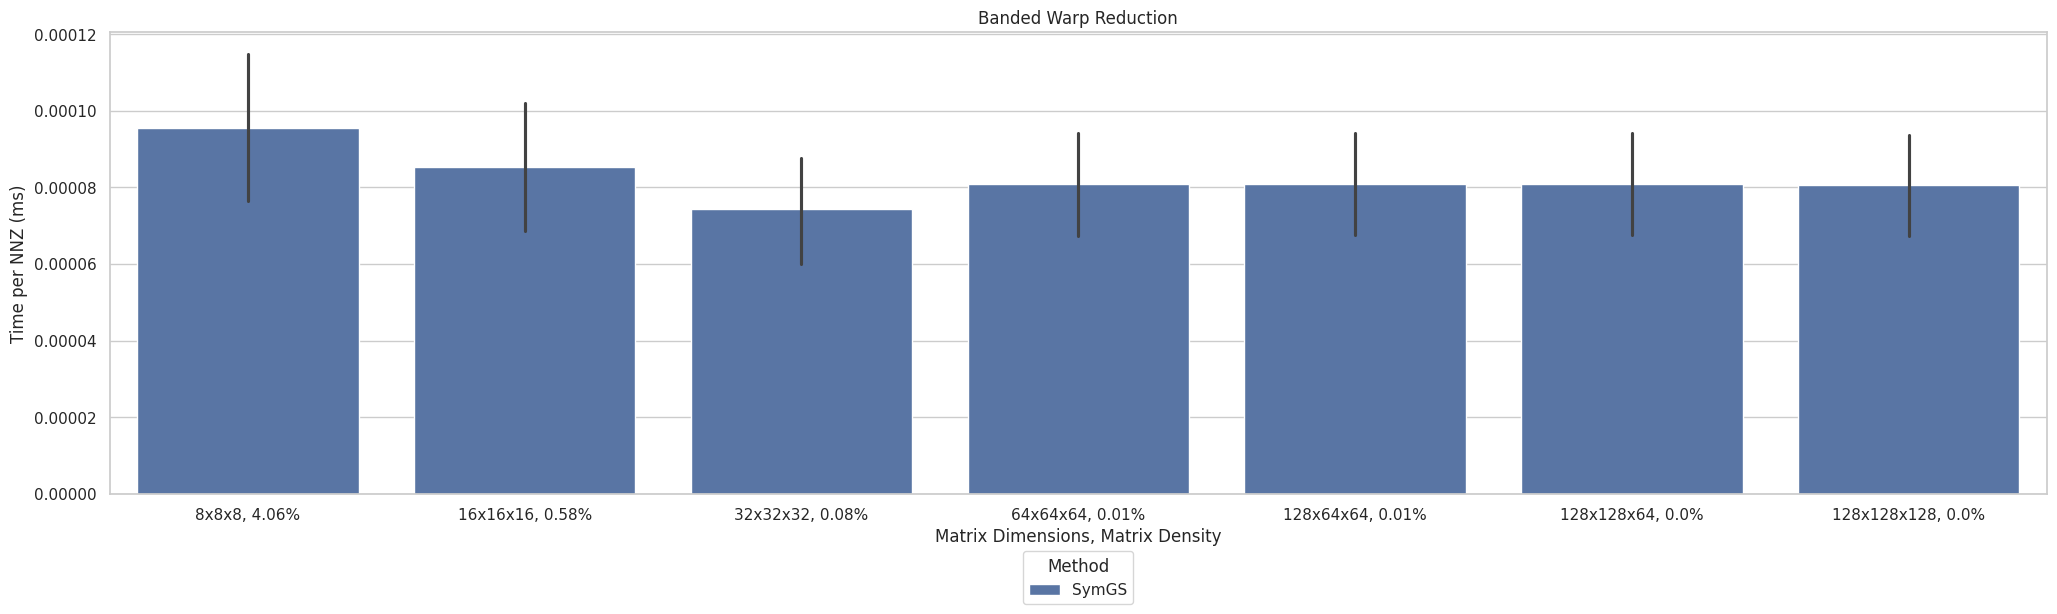 Banded Warp Reduction
Time per NNZ (ms)
0.00012
0.00010
0.00008
0.00006
0.00004
0.00002
0.00000
8x8x8, 4.06%
16x16x16, 0.58%
32x32x32, 0.08%
64x64x64, 0.01%
128x64x64, 0.01%
128x128x64, 0.0%
128x128x128, 0.0%
Matrix Dimensions, Matrix Density
Method
SymGS